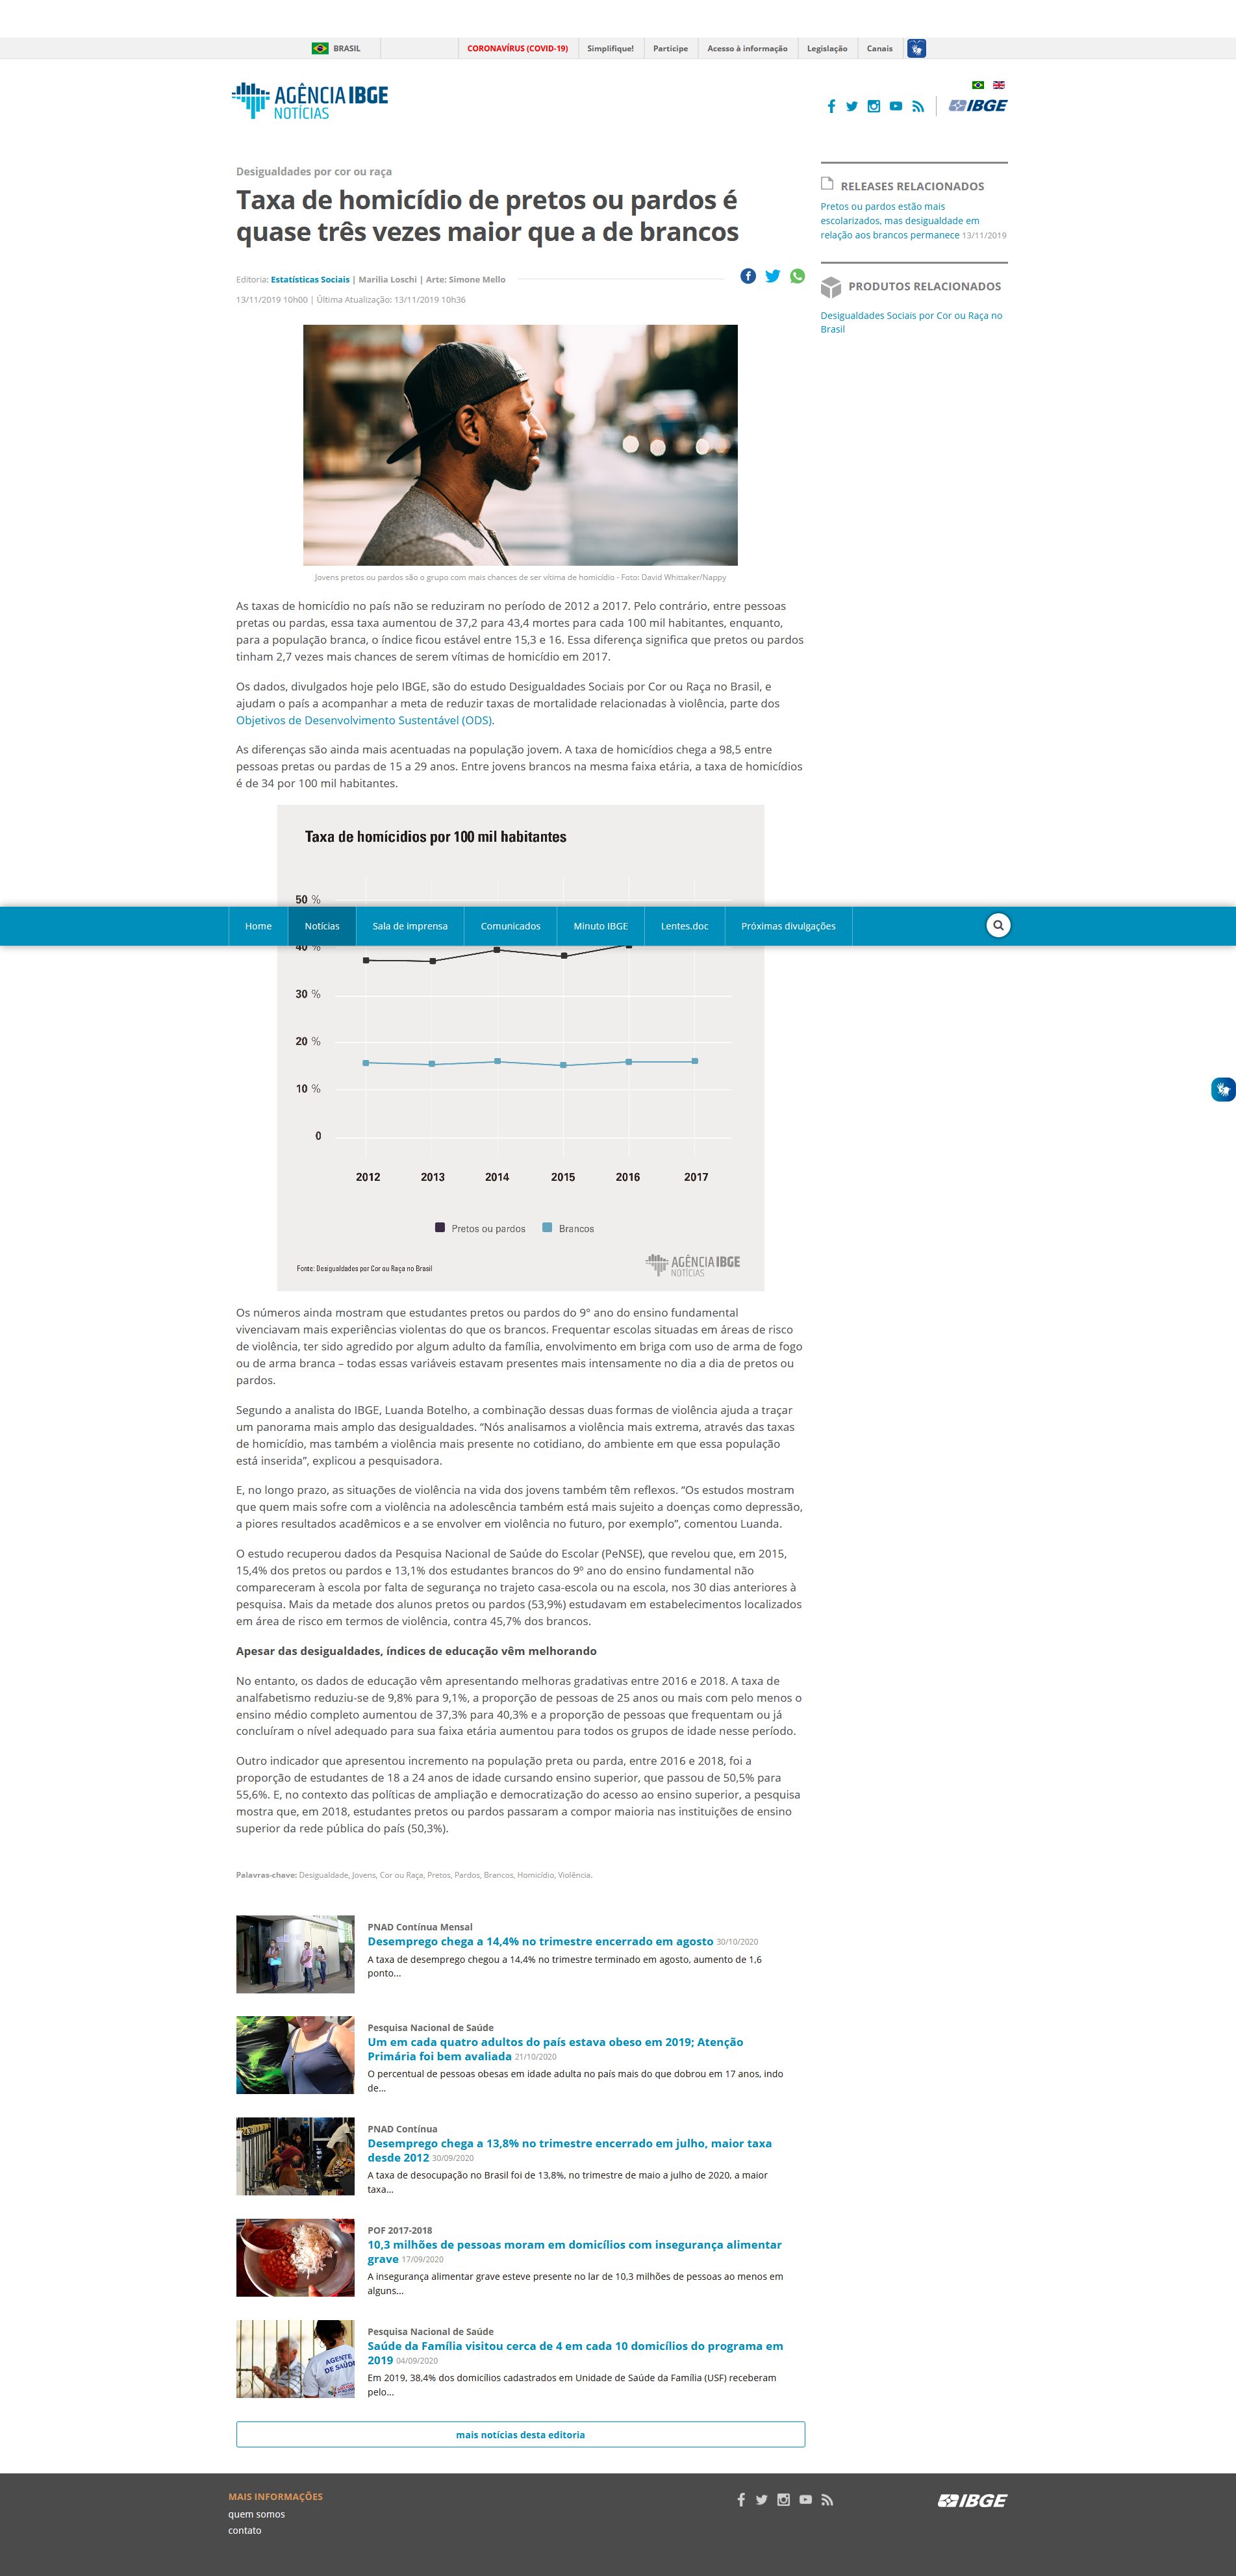 BRASIL
CORONAVÍRUS (COVID-19)
Simplifique!
Participe
Acesso à informação
Legislação
Canais
AGÊNCIA IBGE
NOTÍCIAS
IBGE
Desigualdades por cor ou raça
Taxa de homicídio de pretos ou pardos é
quase três vezes maior que a de brancos
Editoria: Estatísticas Sociais | Marilia Loschi | Arte: Simone Mello
13/11/2019 10h00 | Última Atualização: 13/11/2019 10h36
RELEASES RELACIONADOS
Pretos ou pardos estão mais
escolarizados, mas desigualdade em
relação aos brancos permanece 13/11/2019
PRODUTOS RELACIONADOS
Desigualdades Sociais por Cor ou Raça no
Brasil
Jovens pretos ou pardos são o grupo com mais chances de ser vítima de homicídio - Foto: David Whittaker/Nappy
As taxas de homicídio no país não se reduziram no período de 2012 a 2017. Pelo contrário, entre pessoas
pretas ou pardas, essa taxa aumentou de 37,2 para 43,4 mortes para cada 100 mil habitantes, enquanto,
para a população branca, o índice ficou estável entre 15,3 e 16. Essa diferença significa que pretos ou pardos
tinham 2,7 vezes mais chances de serem vítimas de homicídio em 2017.
Os dados, divulgados hoje pelo IBGE, são do estudo Desigualdades Sociais por Cor ou Raça no Brasil, e
ajudam o país a acompanhar a meta de reduzir taxas de mortalidade relacionadas à violência, parte dos
Objetivos de Desenvolvimento Sustentável (ODS).
As diferenças são ainda mais acentuadas na população jovem. A taxa de homicídios chega a 98,5 entre
pessoas pretas ou pardas de 15 a 29 anos. Entre jovens brancos na mesma faixa etária, a taxa de homicídios
é de 34 por 100 mil habitantes.
Taxa de homícidios por 100 mil habitantes
50 %
Home
Notícias
Sala de imprensa
Comunicados
Minuto IBGE
Lentes.doc
Próximas divulgações
40 %
30 %
20 %
10 %
0
2012 2013 2014 2015 2016 2017
Pretos ou pardos
Brancos
Fonte: Desigualdades por Cor ou Raça no Brasil
AGÊNCIA IBGE
NOTÍCIAS
Os números ainda mostram que estudantes pretos ou pardos do 9° ano do ensino fundamental
vivenciavam mais experiências violentas do que os brancos. Frequentar escolas situadas em áreas de risco
de violência, ter sido agredido por algum adulto da família, envolvimento em briga com uso de arma de fogo
ou de arma branca – todas essas variáveis estavam presentes mais intensamente no dia a dia de pretos ou
pardos.
Segundo a analista do IBGE, Luanda Botelho, a combinação dessas duas formas de violência ajuda a traçar
um panorama mais amplo das desigualdades. “Nós analisamos a violência mais extrema, através das taxas
de homicídio, mas também a violência mais presente no cotidiano, do ambiente em que essa população
está inserida”, explicou a pesquisadora.
E, no longo prazo, as situações de violência na vida dos jovens também têm reflexos. “Os estudos mostram
que quem mais sofre com a violência na adolescência também está mais sujeito a doenças como depressão,
a piores resultados acadêmicos e a se envolver em violência no futuro, por exemplo”, comentou Luanda.
O estudo recuperou dados da Pesquisa Nacional de Saúde do Escolar (PeNSE), que revelou que, em 2015,
15,4% dos pretos ou pardos e 13,1% dos estudantes brancos do 9º ano do ensino fundamental não
compareceram à escola por falta de segurança no trajeto casa-escola ou na escola, nos 30 dias anteriores à
pesquisa. Mais da metade dos alunos pretos ou pardos (53,9%) estudavam em estabelecimentos localizados
em área de risco em termos de violência, contra 45,7% dos brancos.
Apesar das desigualdades, índices de educação vêm melhorando
No entanto, os dados de educação vêm apresentando melhoras gradativas entre 2016 e 2018. A taxa de
analfabetismo reduziu-se de 9,8% para 9,1%, a proporção de pessoas de 25 anos ou mais com pelo menos o
ensino médio completo aumentou de 37,3% para 40,3% e a proporção de pessoas que frequentam ou já
concluíram o nível adequado para sua faixa etária aumentou para todos os grupos de idade nesse período.
Outro indicador que apresentou incremento na população preta ou parda, entre 2016 e 2018, foi a
proporção de estudantes de 18 a 24 anos de idade cursando ensino superior, que passou de 50,5% para
55,6%. E, no contexto das políticas de ampliação e democratização do acesso ao ensino superior, a pesquisa
mostra que, em 2018, estudantes pretos ou pardos passaram a compor maioria nas instituições de ensino
superior da rede pública do país (50,3%).
Palavras-chave: Desigualdade, Jovens, Cor ou Raça, Pretos, Pardos, Brancos, Homicídio, Violência.
PNAD Contínua Mensal
Desemprego chega a 14,4% no trimestre encerrado em agosto 30/10/2020
A taxa de desemprego chegou a 14,4% no trimestre terminado em agosto, aumento de 1,6
ponto...
Pesquisa Nacional de Saúde
Um em cada quatro adultos do país estava obeso em 2019; Atenção
Primária foi bem avaliada 21/10/2020
O percentual de pessoas obesas em idade adulta no país mais do que dobrou em 17 anos, indo
de...
PNAD Contínua
Desemprego chega a 13,8% no trimestre encerrado em julho, maior taxa
desde 2012 30/09/2020
A taxa de desocupação no Brasil foi de 13,8%, no trimestre de maio a julho de 2020, a maior
taxa...
POF 2017-2018
10,3 milhões de pessoas moram em domicílios com insegurança alimentar
grave 17/09/2020
A insegurança alimentar grave esteve presente no lar de 10,3 milhões de pessoas ao menos em
alguns...
AGENTE
DE SAÚDE
Pesquisa Nacional de Saúde
Saúde da Família visitou cerca de 4 em cada 10 domicílios do programa em
2019 04/09/2020
Em 2019, 38,4% dos domicílios cadastrados em Unidade de Saúde da Família (USF) receberam
pelo...
mais notícias desta editoria
MAIS INFORMAÇÕES
quem somos
contato
IBGE